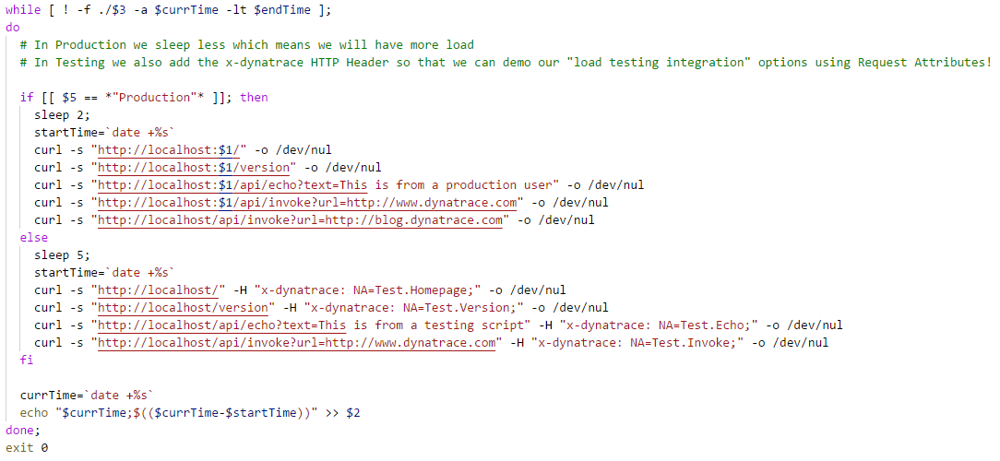 while [ ! -f ./$3 -a $currTime -lt $endTime ];
do
  # In Production we sleep less which means we will have more load
  # In Testing we also add the x-dynatrace HTTP Header so that we can demo our "load testing integration" options using Request Attributes!

  if [[ $5 == *"Production"* ]]; then
    sleep 2;
    startTime=`date +%s`
    curl -s "http://localhost:$1/" -o /dev/nul
    curl -s "http://localhost:$1/version" -o /dev/nul
    curl -s "http://localhost:$1/api/echo?text=This is from a production user" -o /dev/nul
    curl -s "http://localhost:$1/api/invoke?url=http://www.dynatrace.com" -o /dev/nul
    curl -s "http://localhost/api/invoke?url=http://blog.dynatrace.com" -o /dev/nul
  else
    sleep 5;
    startTime=`date +%s`
    curl -s "http://localhost/" -H "x-dynatrace: NA=Test.Homepage;" -o /dev/nul
    curl -s "http://localhost/version" -H "x-dynatrace: NA=Test.Version;" -o /dev/nul
    curl -s "http://localhost/api/echo?text=This is from a testing script" -H "x-dynatrace: NA=Test.Echo;" -o /dev/nul
    curl -s "http://localhost/api/invoke?url=http://www.dynatrace.com" -H "x-dynatrace: NA=Test.Invoke;" -o /dev/nul
  fi

  currTime=`date +%s`
  echo "$currTime;$(($currTime-$startTime))" >> $2
done;
exit 0